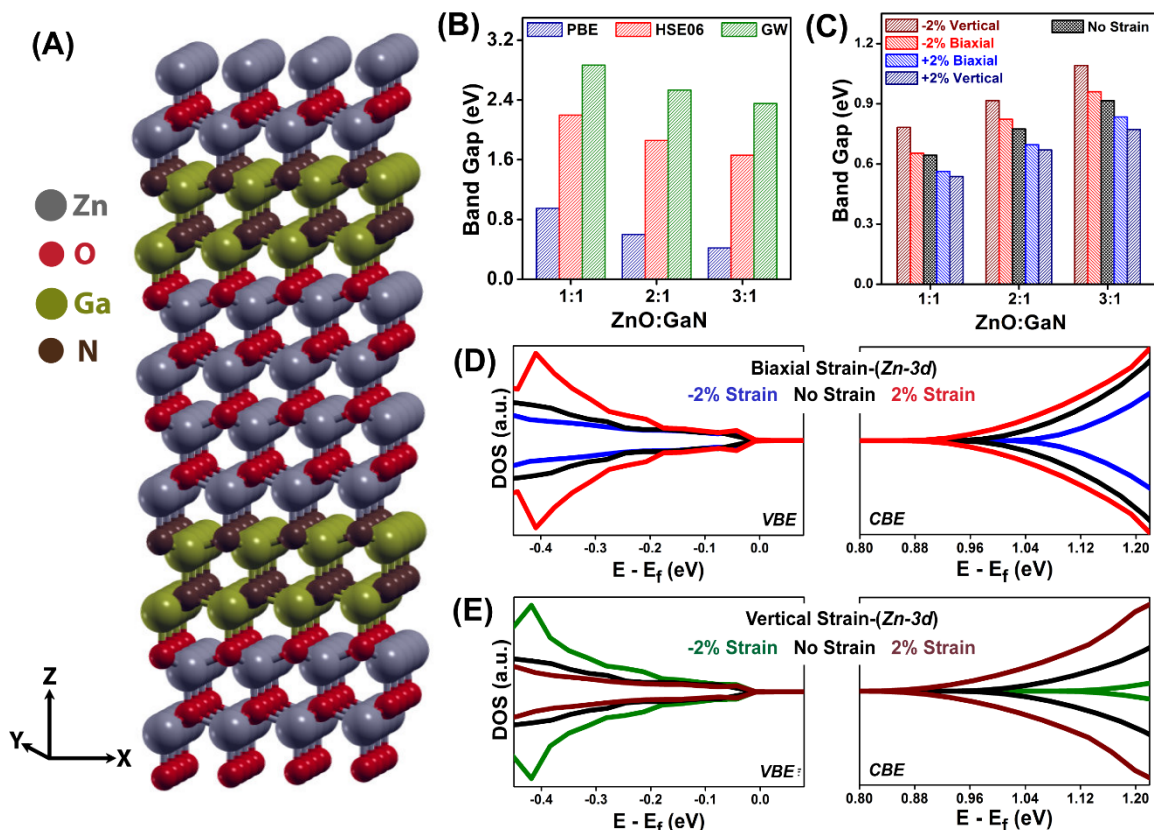 (A)
Zn
O
Ga
N
Z
Y
X
(B)
PBE HSE06 GW
3.2
2.4
1.6
0.8
0.0
Band Gap (eV)
1:1 2:1 3:1
ZnO:GaN
(C)
-2% Vertical
-2% Biaxial
+2% Biaxial
+2% Vertical
No Strain
1.2
0.9
0.6
0.3
0.0
Band Gap (eV)
1:1 2:1 3:1
ZnO:GaN
(D)
Biaxial Strain-(Zn-3d)
-2% Strain No Strain 2% Strain
DOS (a.u.)
VBE CBE
-0.4 -0.3 -0.2 -0.1 0.0
E - Ef (eV)
0.80 0.96 1.04 1.12 1.20
E - Ef (eV)
(E)
Vertical Strain-(Zn-3d)
-2% Strain No Strain 2% Strain
DOS (a.u.)
VBE CBE
-0.4 -0.3 -0.2 -0.1 0.0
E - Ef (eV)
0.80 0.96 1.04 1.12 1.20
E - Ef (eV)